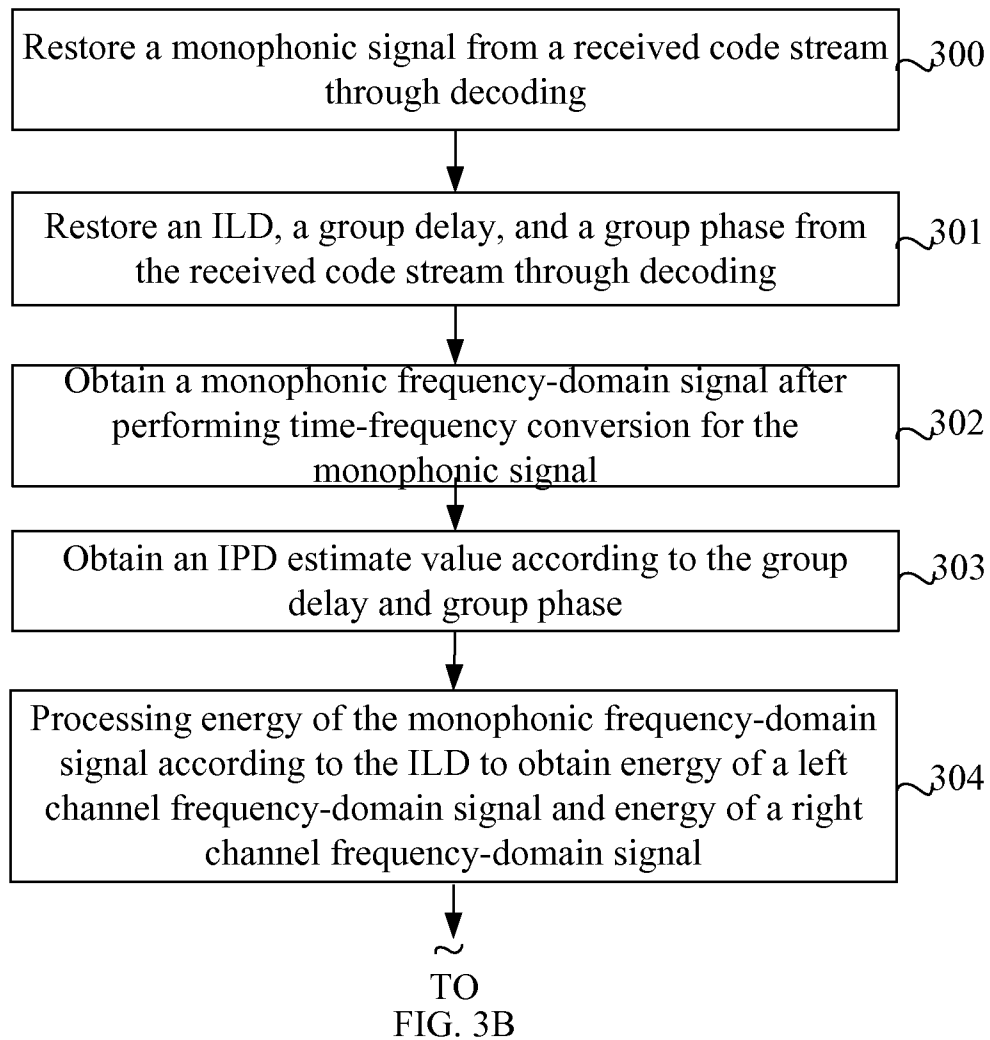 Restore a monophonic signal from a received code stream
through decoding
300
Restore an ILD, a group delay, and a group phase from
the received code stream through decoding
301
Obtain a monophonic frequency-domain signal after
performing time-frequency conversion for the
monophonic signal
302
Obtain an IPD estimate value according to the group
delay and group phase
303
Processing energy of the monophonic frequency-domain
signal according to the ILD to obtain energy of a left
channel frequency-domain signal and energy of a right
channel frequency-domain signal
304
TO
FIG. 3B